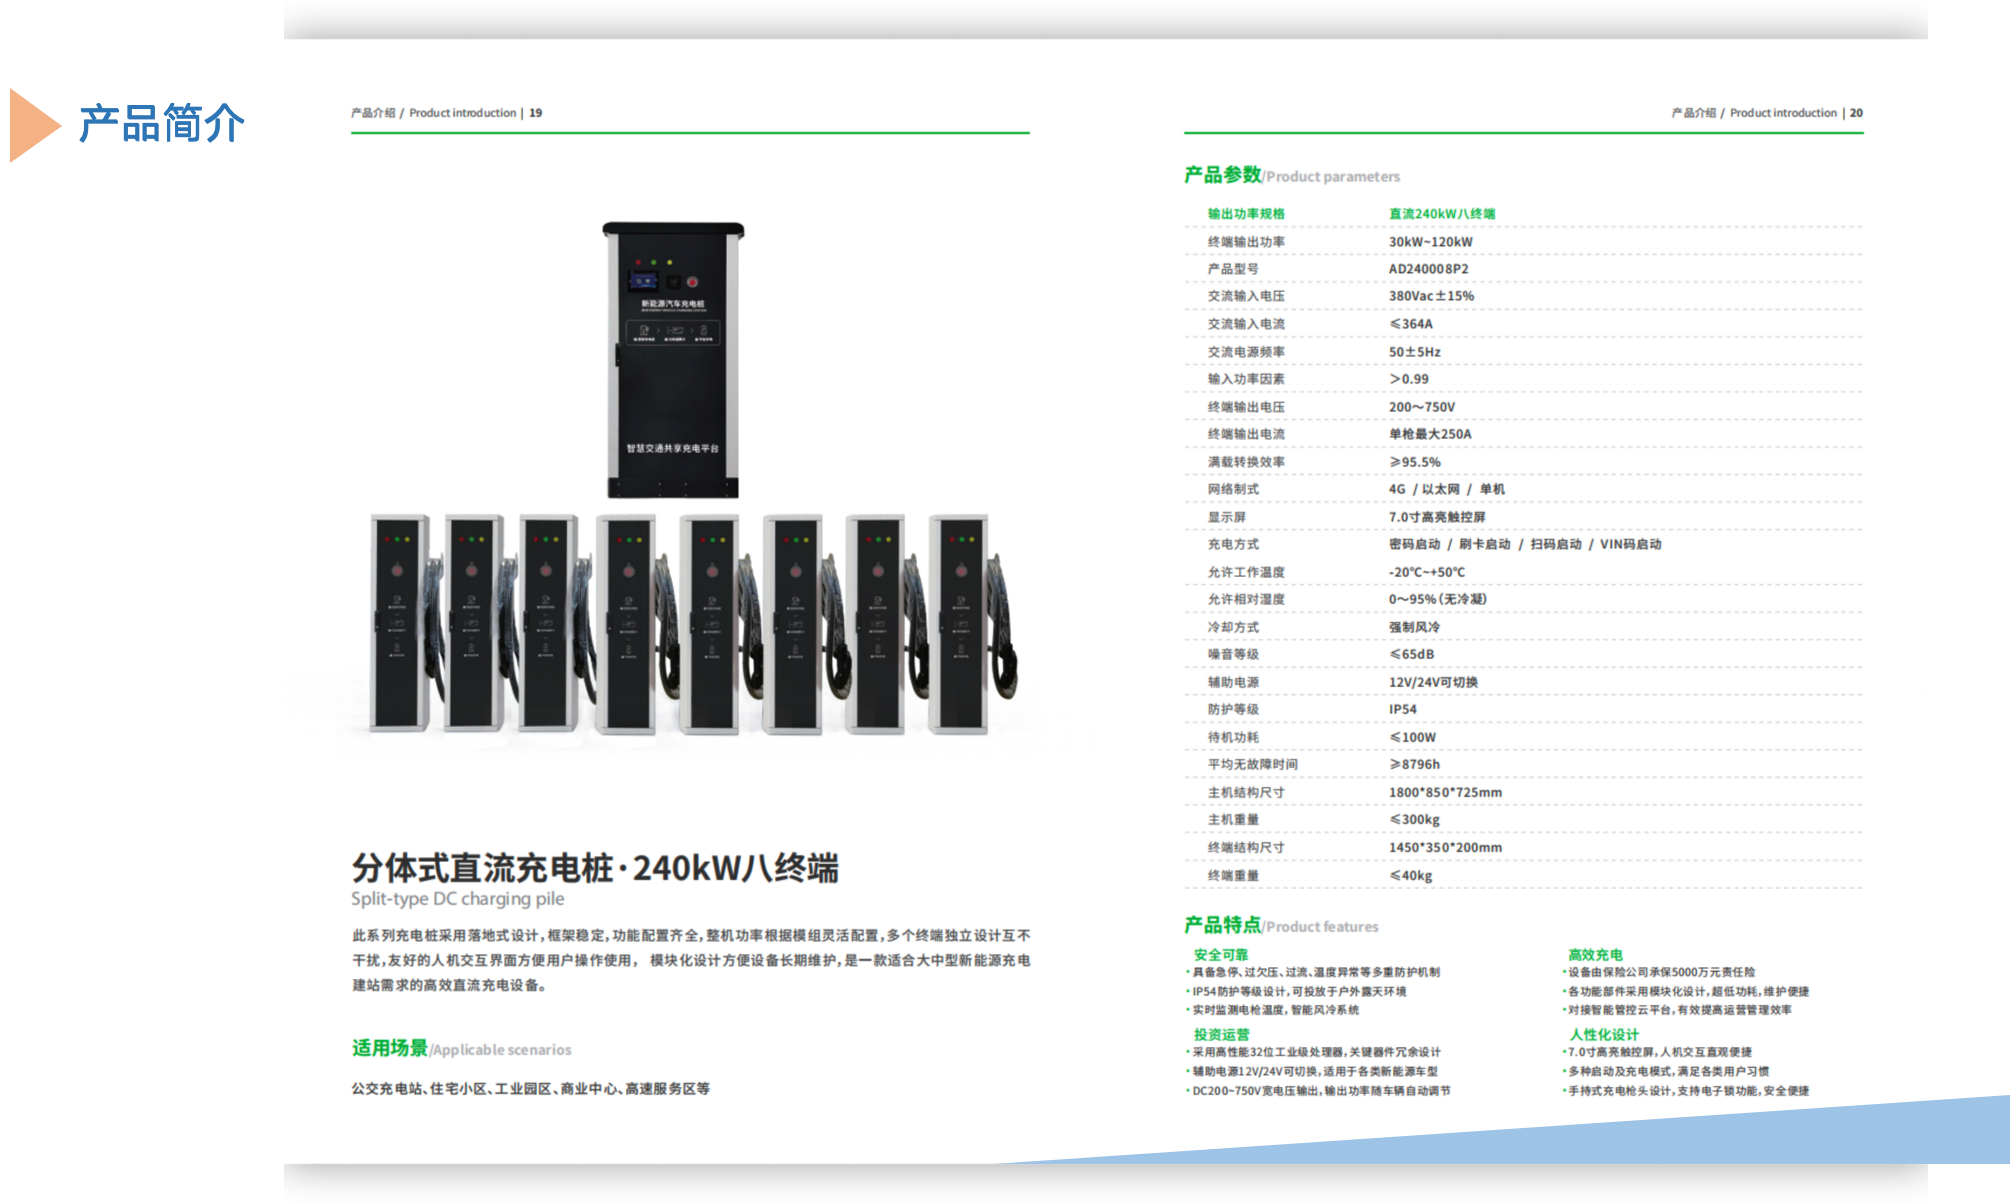 产品简介
产品介绍 / Product introduction | 19
新能源汽车充电桩
智慧交通共享充电平台
分体式直流充电桩·240kW八终端
Split-type DC charging pile
此系列充电桩采用落地式设计,框架稳定,功能配置齐全,整机功率根据模组灵活配置,多个终端独立设计互不
干扰,友好的人机交互界面方便用户操作使用， 模块化设计方便设备长期维护,是一款适合大中型新能源充电
建站需求的高效直流充电设备。
适用场景/Applicable scenarios
公交充电站、住宅小区、工业园区、商业中心、高速服务区等
产品介绍 / Product introduction | 20
产品参数/Product parameters
输出功率规格 直流240kW八终端
终端输出功率 30kW~120kW
产品型号 AD240008P2
交流输入电压 380Vac±15%
交流输入电流 ≤364A
交流电源频率 50±5Hz
输入功率因素 ＞0.99
终端输出电压 200～750V
终端输出电流 单枪最大250A
满载转换效率 ≥95.5%
网络制式 4G / 以太网 / 单机
显示屏 7.0寸高亮触控屏
充电方式 密码启动 / 刷卡启动 / 扫码启动 / VIN码启动
允许工作温度 -20℃~+50℃
允许相对湿度 0～95%(无冷凝)
冷却方式 强制风冷
噪音等级 ≤65dB
辅助电源 12V/24V可切换
防护等级 IP54
待机功耗 ≤100W
平均无故障时间 ≥8796h
主机结构尺寸 1800*850*725mm
主机重量 ≤300kg
终端结构尺寸 1450*350*200mm
终端重量 ≤40kg
产品特点/Product features
安全可靠
·具备急停、过欠压、过流、温度异常等多重防护机制
·IP54防护等级设计,可投放于户外露天环境
·实时监测电枪温度,智能风冷系统
投资运营
·采用高性能32位工业级处理器,关键器件冗余设计
·辅助电源12V/24V可切换,适用于各类新能源车型
·DC200~750V宽电压输出,输出功率随车辆自动调节
高效充电
·设备由保险公司承保5000万元责任险
·各功能部件采用模块化设计,超低功耗,维护便捷
·对接智能管控云平台,有效提高运营管理效率
人性化设计
·7.0寸高亮触控屏,人机交互直观便捷
·多种启动及充电模式,满足各类用户习惯
·手持式充电枪头设计,支持电子锁功能,安全便捷